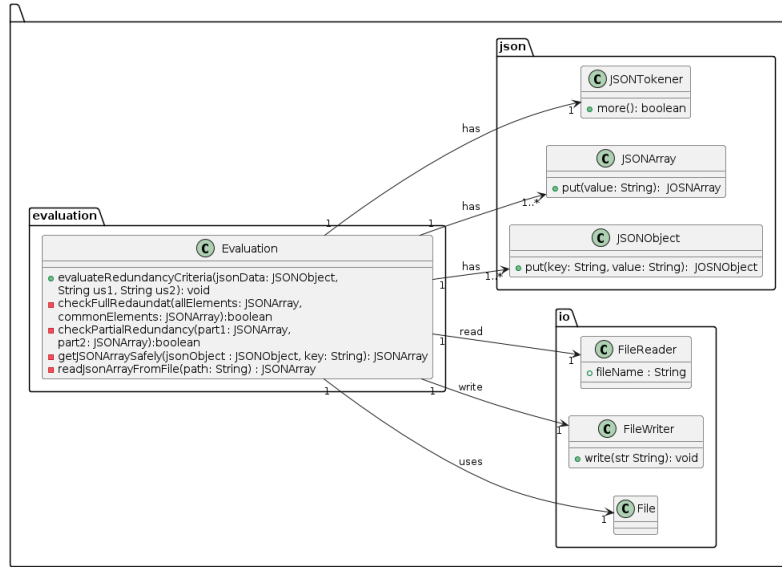 json
C JSONTokener
more(): boolean
has
1
1
C JSONArray
put(value: String): JOSNArray
has
1
1..*
C JSONObject
put(key: String, value: String): JOSNObject
has
1
1..*
evaluation
C Evaluation
evaluateRedundancyCriteria(jsonData: JSONObject,
String us1, String us2): void
checkFullRedaundat(allElements: JSONArray,
commonElements: JSONArray):boolean
checkPartialRedundancy(part1: JSONArray,
part2: JSONArray):boolean
getJSONArraySafely(jsonObject : JSONObject, key: String): JSONArray
readJsonArrayFromFile(path: String) : JSONArray
io
C FileReader
fileName : String
read
1
1
C FileWriter
write(str String): void
write
1
1
C File
uses
1
1